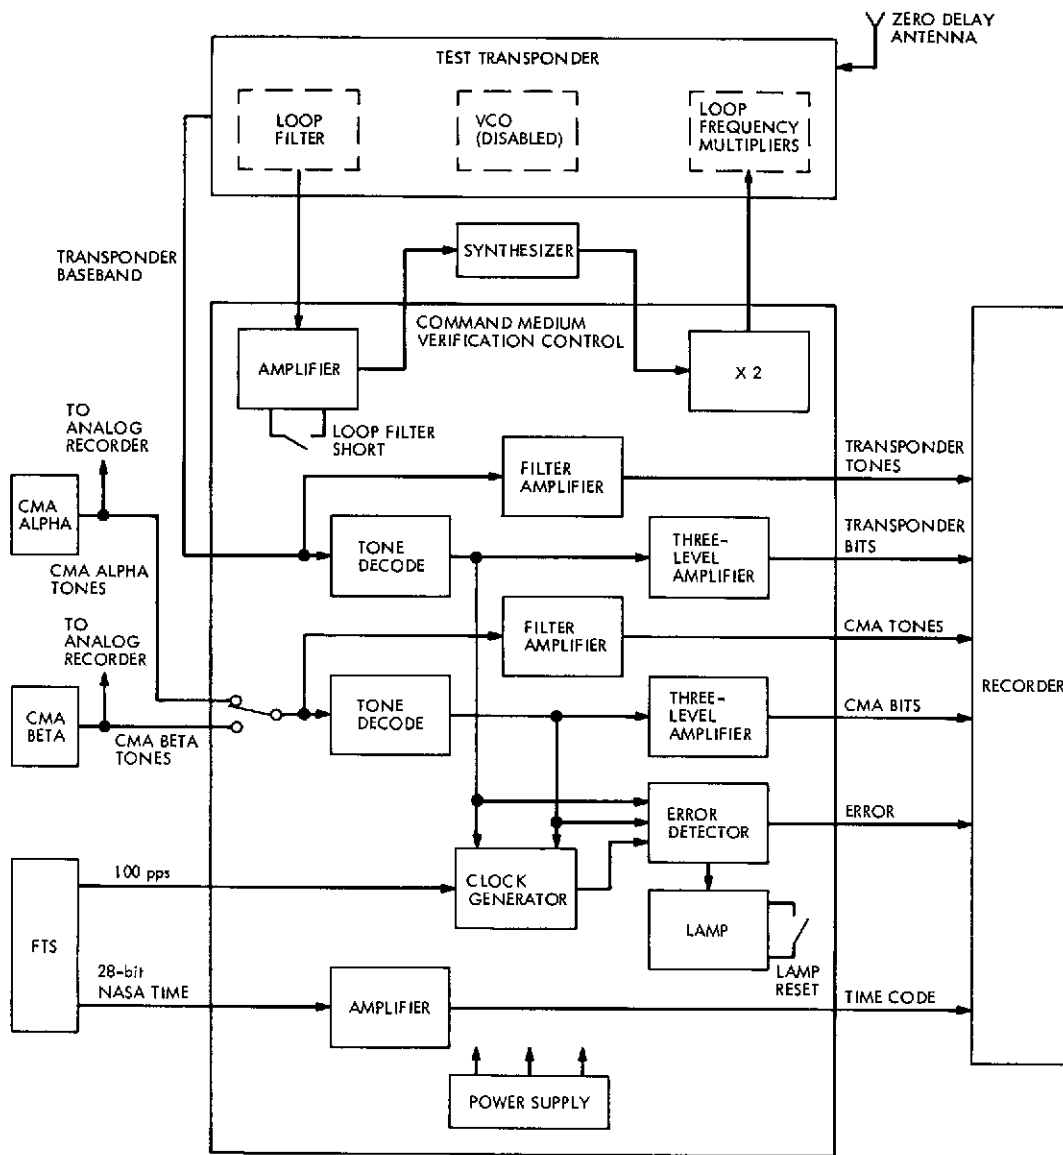 ZERO DELAY
ANTENNA
TEST TRANSPONDER
LOOP
FILTER
VCO
(DISABLED)
LOOP
FREQUENCY
MULTIPLIERS
TRANSPONDER
BASEBAND
SYNTHESIZER
COMMAND MEDIUM
VERIFICATION CONTROL
AMPLIFIER
X 2
LOOP FILTER
SHORT
TO
ANALOG
RECORDER
CMA
ALPHA
CMA ALPHA
TONES
FILTER
AMPLIFIER
TRANSPONDER
TONES
TONE
DECODE
THREE-
LEVEL
AMPLIFIER
TRANSPONDER
BITS
TO
ANALOG
RECORDER
FILTER
AMPLIFIER
CMA TONES
CMA
BETA
CMA BETA
TONES
TONE
DECODE
THREE-
LEVEL
AMPLIFIER
CMA BITS
RECORDER
ERROR
DETECTOR
ERROR
100 pps
CLOCK
GENERATOR
LAMP
LAMP
RESET
FTS
28-bit
NASA TIME
AMPLIFIER
TIME CODE
POWER SUPPLY